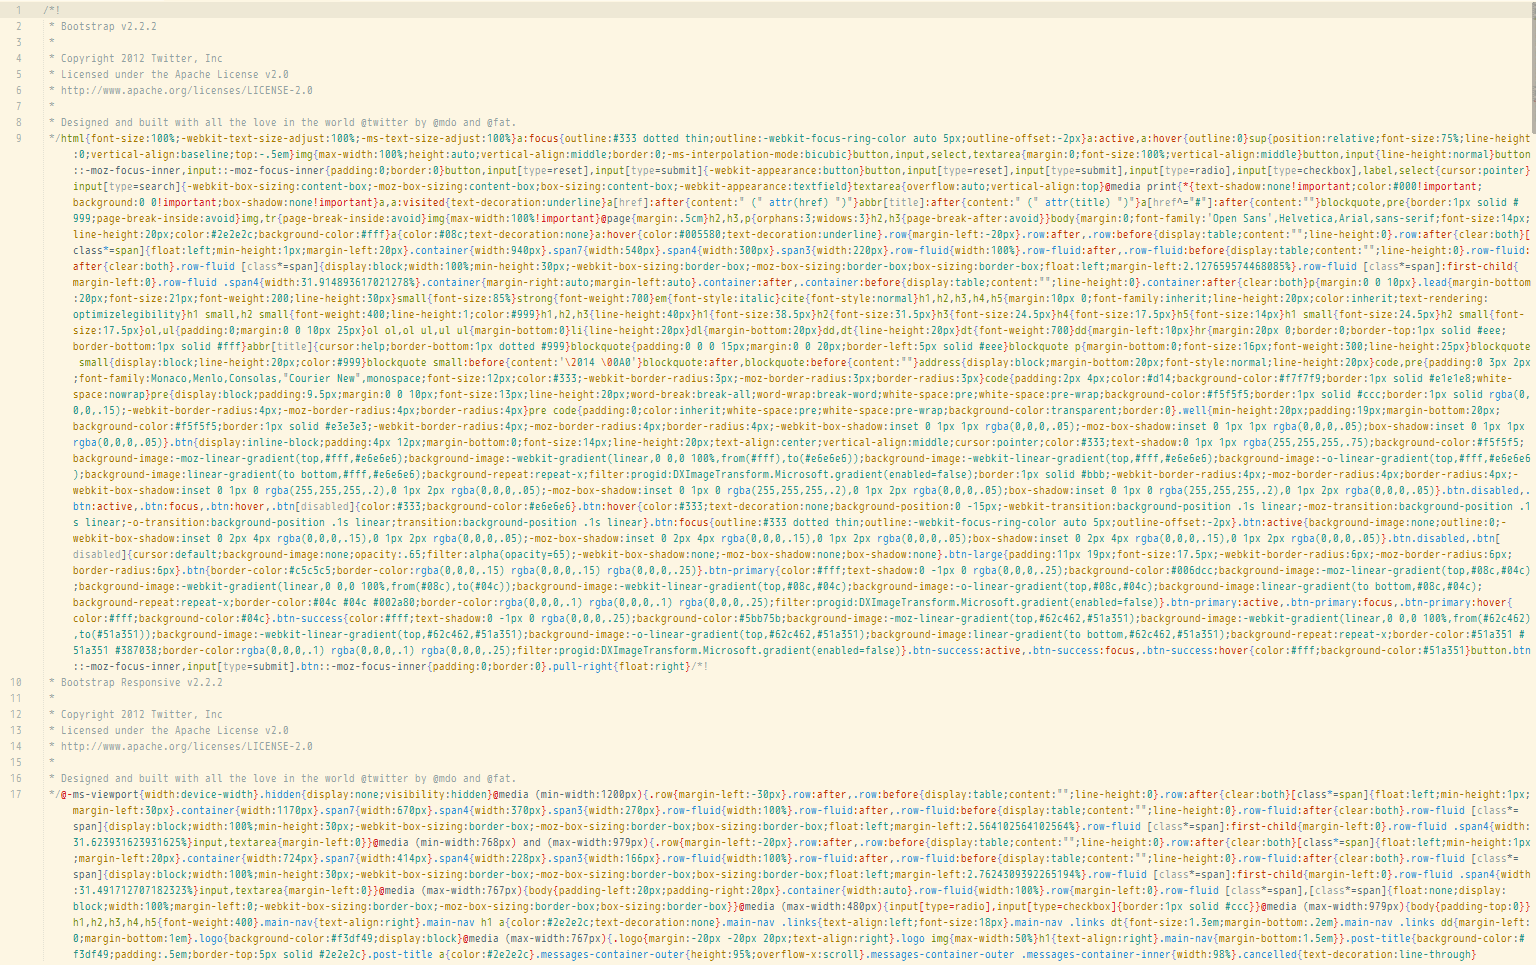 1 /*!
2 * Bootstrap v2.2.2
3 *
4 * Copyright 2012 Twitter, Inc
5 * Licensed under the Apache License v2.0
6 * http://www.apache.org/licenses/LICENSE-2.0
7 *
8 * Designed and built with all the love in the world @twitter by @mdo and @fat.
9 */html{font-size:100%;-webkit-text-size-adjust:100%;-ms-text-size-adjust:100%}a:focus{outline:#333 dotted thin;outline:-webkit-focus-ring-color auto 5px;outline-offset:-2px}a:active,a:hover{outline:0}sup{position:relative;font-size:75%;line-height
:0;vertical-align:baseline;top:-.5em}img{max-width:100%;height:auto;vertical-align:middle;border:0;-ms-interpolation-mode:bicubic}button,input,select,textarea{margin:0;font-size:100%;vertical-align:middle}button,input{line-height:normal}button
::-moz-focus-inner,input::-moz-focus-inner{padding:0;border:0}button,input[type=reset],input[type=submit]{-webkit-appearance:button}button,input[type=reset],input[type=submit],input[type=radio],input[type=checkbox],label,select{cursor:pointer}
input[type=search]{-webkit-box-sizing:content-box;-moz-box-sizing:content-box;box-sizing:content-box;-webkit-appearance:textfield}textarea{overflow:auto;vertical-align:top}@media print{*{text-shadow:none!important;color:#000!important;
background:0 0!important;box-shadow:none!important}a,a:visited{text-decoration:underline}a[href]:after{content:" (" attr(href) ")"}abbr[title]:after{content:" (" attr(title) ")"}a[href^="#"]:after{content:""}blockquote,pre{border:1px solid #
999;page-break-inside:avoid}img,tr{page-break-inside:avoid}img{max-width:100%!important}@page{margin:.5cm}h2,h3,p{orphans:3;widows:3}h2,h3{page-break-after:avoid}}body{margin:0;font-family:'Open Sans',Helvetica,Arial,sans-serif;font-size:14px;
line-height:20px;color:#2e2e2c;background-color:#fff}a{color:#08c;text-decoration:none}a:hover{color:#005580;text-decoration:underline}.row{margin-left:-20px}.row:after,.row:before{display:table;content:"";line-height:0}.row:after{clear:both}[
class*=span]{float:left;min-height:1px;margin-left:20px}.container{width:940px}.span7{width:540px}.span4{width:300px}.span3{width:220px}.row-fluid{width:100%}.row-fluid:after,.row-fluid:before{display:table;content:"";line-height:0}.row-fluid:
after{clear:both}.row-fluid [class*=span]{display:block;width:100%;min-height:30px;-webkit-box-sizing:border-box;-moz-box-sizing:border-box;box-sizing:border-box;float:left;margin-left:2.127659574468085%}.row-fluid [class*=span]:first-child{
margin-left:0}.row-fluid .span4{width:31.914893617021278%}.container{margin-right:auto;margin-left:auto}.container:after,.container:before{display:table;content:"";line-height:0}.container:after{clear:both}p{margin:0 0 10px}.lead{margin-bottom
:20px;font-size:21px;font-weight:200;line-height:30px}small{font-size:85%}strong{font-weight:700}em{font-style:italic}cite{font-style:normal}h1,h2,h3,h4,h5{margin:10px 0;font-family:inherit;line-height:20px;color:inherit;text-rendering:
optimizelegibility}h1 small,h2 small{font-weight:400;line-height:1;color:#999}h1,h2,h3{line-height:40px}h1{font-size:38.5px}h2{font-size:31.5px}h3{font-size:24.5px}h4{font-size:17.5px}h5{font-size:14px}h1 small{font-size:24.5px}h2 small{font-
size:17.5px}ol,ul{padding:0;margin:0 0 10px 25px}ol ol,ol ul,ul ul{margin-bottom:0}li{line-height:20px}dl{margin-bottom:20px}dd,dt{line-height:20px}dt{font-weight:700}dd{margin-left:10px}hr{margin:20px 0;border:0;border-top:1px solid #eee;
border-bottom:1px solid #fff}abbr[title]{cursor:help;border-bottom:1px dotted #999}blockquote{padding:0 0 0 15px;margin:0 0 20px;border-left:5px solid #eee}blockquote p{margin-bottom:0;font-size:16px;font-weight:300;line-height:25px}blockquote
small{display:block;line-height:20px;color:#999}blockquote small:before{content:'\2014 \00A0'}blockquote:after,blockquote:before{content:""}address{display:block;margin-bottom:20px;font-style:normal;line-height:20px}code,pre{padding:0 3px 2px
;font-family:Monaco,Menlo,Consolas,"Courier New",monospace;font-size:12px;color:#333;-webkit-border-radius:3px;-moz-border-radius:3px;border-radius:3px}code{padding:2px 4px;color:#d14;background-color:#f7f7f9;border:1px solid #e1e1e8;white-
space:nowrap}pre{display:block;padding:9.5px;margin:0 0 10px;font-size:13px;line-height:20px;word-break:break-all;word-wrap:break-word;white-space:pre;white-space:pre-wrap;background-color:#f5f5f5;border:1px solid #ccc;border:1px solid rgba(0,
0,0,.15);-webkit-border-radius:4px;-moz-border-radius:4px;border-radius:4px}pre code{padding:0;color:inherit;white-space:pre;white-space:pre-wrap;background-color:transparent;border:0}.well{min-height:20px;padding:19px;margin-bottom:20px;
background-color:#f5f5f5;border:1px solid #e3e3e3;-webkit-border-radius:4px;-moz-border-radius:4px;border-radius:4px;-webkit-box-shadow:inset 0 1px 1px rgba(0,0,0,.05);-moz-box-shadow:inset 0 1px 1px rgba(0,0,0,.05);box-shadow:inset 0 1px 1px
rgba(0,0,0,.05)}.btn{display:inline-block;padding:4px 12px;margin-bottom:0;font-size:14px;line-height:20px;text-align:center;vertical-align:middle;cursor:pointer;color:#333;text-shadow:0 1px 1px rgba(255,255,255,.75);background-color:#f5f5f5;
background-image:-moz-linear-gradient(top,#fff,#e6e6e6);background-image:-webkit-gradient(linear,0 0,0 100%,from(#fff),to(#e6e6e6));background-image:-webkit-linear-gradient(top,#fff,#e6e6e6);background-image:-o-linear-gradient(top,#fff,#e6e6e6
);background-image:linear-gradient(to bottom,#fff,#e6e6e6);background-repeat:repeat-x;filter:progid:DXImageTransform.Microsoft.gradient(enabled=false);border:1px solid #bbb;-webkit-border-radius:4px;-moz-border-radius:4px;border-radius:4px;-
webkit-box-shadow:inset 0 1px 0 rgba(255,255,255,.2),0 1px 2px rgba(0,0,0,.05);-moz-box-shadow:inset 0 1px 0 rgba(255,255,255,.2),0 1px 2px rgba(0,0,0,.05);box-shadow:inset 0 1px 0 rgba(255,255,255,.2),0 1px 2px rgba(0,0,0,.05)}.btn.disabled,.
btn:active,.btn:focus,.btn:hover,.btn[disabled]{color:#333;background-color:#e6e6e6}.btn:hover{color:#333;text-decoration:none;background-position:0 -15px;-webkit-transition:background-position .1s linear;-moz-transition:background-position .1
s linear;-o-transition:background-position .1s linear;transition:background-position .1s linear}.btn:focus{outline:#333 dotted thin;outline:-webkit-focus-ring-color auto 5px;outline-offset:-2px}.btn:active{background-image:none;outline:0;-
webkit-box-shadow:inset 0 2px 4px rgba(0,0,0,.15),0 1px 2px rgba(0,0,0,.05);-moz-box-shadow:inset 0 2px 4px rgba(0,0,0,.15),0 1px 2px rgba(0,0,0,.05);box-shadow:inset 0 2px 4px rgba(0,0,0,.15),0 1px 2px rgba(0,0,0,.05)}.btn.disabled,.btn[
disabled]{cursor:default;background-image:none;opacity:.65;filter:alpha(opacity=65);-webkit-box-shadow:none;-moz-box-shadow:none;box-shadow:none}.btn-large{padding:11px 19px;font-size:17.5px;-webkit-border-radius:6px;-moz-border-radius:6px;
border-radius:6px}.btn{border-color:#c5c5c5;border-color:rgba(0,0,0,.15) rgba(0,0,0,.15) rgba(0,0,0,.25)}.btn-primary{color:#fff;text-shadow:0 -1px 0 rgba(0,0,0,.25);background-color:#006dcc;background-image:-moz-linear-gradient(top,#08c,#04c)
;background-image:-webkit-gradient(linear,0 0,0 100%,from(#08c),to(#04c));background-image:-webkit-linear-gradient(top,#08c,#04c);background-image:-o-linear-gradient(top,#08c,#04c);background-image:linear-gradient(to bottom,#08c,#04c);
background-repeat:repeat-x;border-color:#04c #04c #002a80;border-color:rgba(0,0,0,.1) rgba(0,0,0,.1) rgba(0,0,0,.25);filter:progid:DXImageTransform.Microsoft.gradient(enabled=false)}.btn-primary:active,.btn-primary:focus,.btn-primary:hover{
color:#fff;background-color:#04c}.btn-success{color:#fff;text-shadow:0 -1px 0 rgba(0,0,0,.25);background-color:#5bb75b;background-image:-moz-linear-gradient(top,#62c462,#51a351);background-image:-webkit-gradient(linear,0 0,0 100%,from(#62c462)
,to(#51a351));background-image:-webkit-linear-gradient(top,#62c462,#51a351);background-image:-o-linear-gradient(top,#62c462,#51a351);background-image:linear-gradient(to bottom,#62c462,#51a351);background-repeat:repeat-x;border-color:#51a351 #
51a351 #387038;border-color:rgba(0,0,0,.1) rgba(0,0,0,.1) rgba(0,0,0,.25);filter:progid:DXImageTransform.Microsoft.gradient(enabled=false)}.btn-success:active,.btn-success:focus,.btn-success:hover{color:#fff;background-color:#51a351}button.btn
::-moz-focus-inner,input[type=submit].btn::-moz-focus-inner{padding:0;border:0}.pull-right{float:right}/*!
10 * Bootstrap Responsive v2.2.2
11 *
12 * Copyright 2012 Twitter, Inc
13 * Licensed under the Apache License v2.0
14 * http://www.apache.org/licenses/LICENSE-2.0
15 *
16 * Designed and built with all the love in the world @twitter by @mdo and @fat.
17 */@-ms-viewport{width:device-width}.hidden{display:none;visibility:hidden}@media (min-width:1200px){.row{margin-left:-30px}.row:after,.row:before{display:table;content:"";line-height:0}.row:after{clear:both}[class*=span]{float:left;min-height:1px;
margin-left:30px}.container{width:1170px}.span7{width:670px}.span4{width:370px}.span3{width:270px}.row-fluid{width:100%}.row-fluid:after,.row-fluid:before{display:table;content:"";line-height:0}.row-fluid:after{clear:both}.row-fluid [class*=
span]{display:block;width:100%;min-height:30px;-webkit-box-sizing:border-box;-moz-box-sizing:border-box;box-sizing:border-box;float:left;margin-left:2.564102564102564%}.row-fluid [class*=span]:first-child{margin-left:0}.row-fluid .span4{width:
31.623931623931625%}input,textarea{margin-left:0}}@media (min-width:768px) and (max-width:979px){.row{margin-left:-20px}.row:after,.row:before{display:table;content:"";line-height:0}.row:after{clear:both}[class*=span]{float:left;min-height:1px
;margin-left:20px}.container{width:724px}.span7{width:414px}.span4{width:228px}.span3{width:166px}.row-fluid{width:100%}.row-fluid:after,.row-fluid:before{display:table;content:"";line-height:0}.row-fluid:after{clear:both}.row-fluid [class*=
span]{display:block;width:100%;min-height:30px;-webkit-box-sizing:border-box;-moz-box-sizing:border-box;box-sizing:border-box;float:left;margin-left:2.7624309392265194%}.row-fluid [class*=span]:first-child{margin-left:0}.row-fluid .span4{width
:31.491712707182323%}input,textarea{margin-left:0}}@media (max-width:767px){body{padding-left:20px;padding-right:20px}.container{width:auto}.row-fluid{width:100%}.row{margin-left:0}.row-fluid [class*=span],[class*=span]{float:none;display:
block;width:100%;margin-left:0;-webkit-box-sizing:border-box;-moz-box-sizing:border-box;box-sizing:border-box}}@media (max-width:480px){input[type=radio],input[type=checkbox]{border:1px solid #ccc}}@media (max-width:979px){body{padding-top:0}}
h1,h2,h3,h4,h5{font-weight:400}.main-nav{text-align:right}.main-nav h1 a{color:#2e2e2c;text-decoration:none}.main-nav .links{text-align:left;font-size:18px}.main-nav .links dt{font-size:1.3em;margin-bottom:.2em}.main-nav .links dd{margin-left:
0;margin-bottom:1em}.logo{background-color:#f3df49;display:block}@media (max-width:767px){.logo{margin:-20px -20px 20px;text-align:right}.logo img{max-width:50%}h1{text-align:right}.main-nav{margin-bottom:1.5em}}.post-title{background-color:#
f3df49;padding:.5em;border-top:5px solid #2e2e2c}.post-title a{color:#2e2e2c}.messages-container-outer{height:95%;overflow-x:scroll}.messages-container-outer .messages-container-inner{width:98%}.cancelled{text-decoration:line-through}